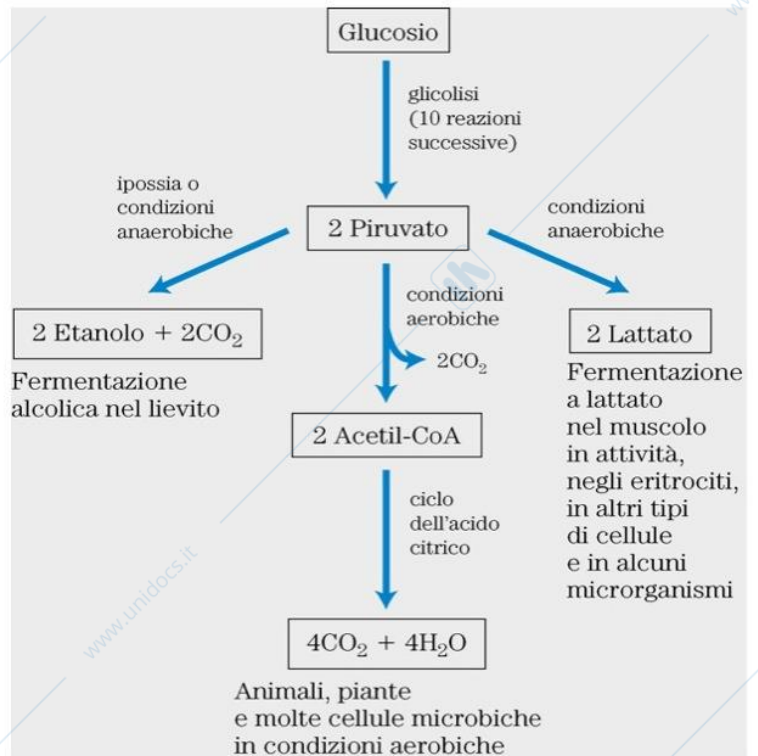 Glucosio
glicolisi
(10 reazioni
successive)
ipossia o
condizioni
anaerobiche
2 Piruvato
condizioni
anaerobiche
2 Etanolo + 2CO₂
Fermentazione
alcolica nel lievito
condizioni
aerobiche
2CO₂
2 Lattato
Fermentazione
a lattato
nel muscolo
in attività,
negli eritrociti,
in altri tipi
di cellule
e in alcuni
microrganismi
2 Acetil-CoA
ciclo
dell'acido
citrico
4CO₂ + 4H₂O
Animali, piante
e molte cellule microbiche
in condizioni aerobiche
www.unidocs.it